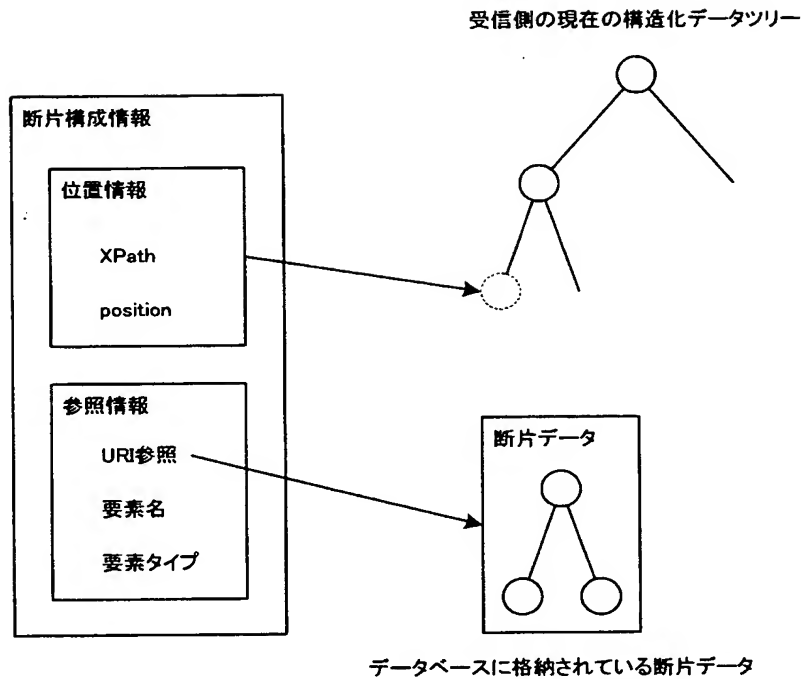 受信側の現在の構造化データツリー
断片構成情報
位置情報
XPath
position
参照情報
URI参照
要素名
要素タイプ
断片データ
データベースに格納されている断片データ